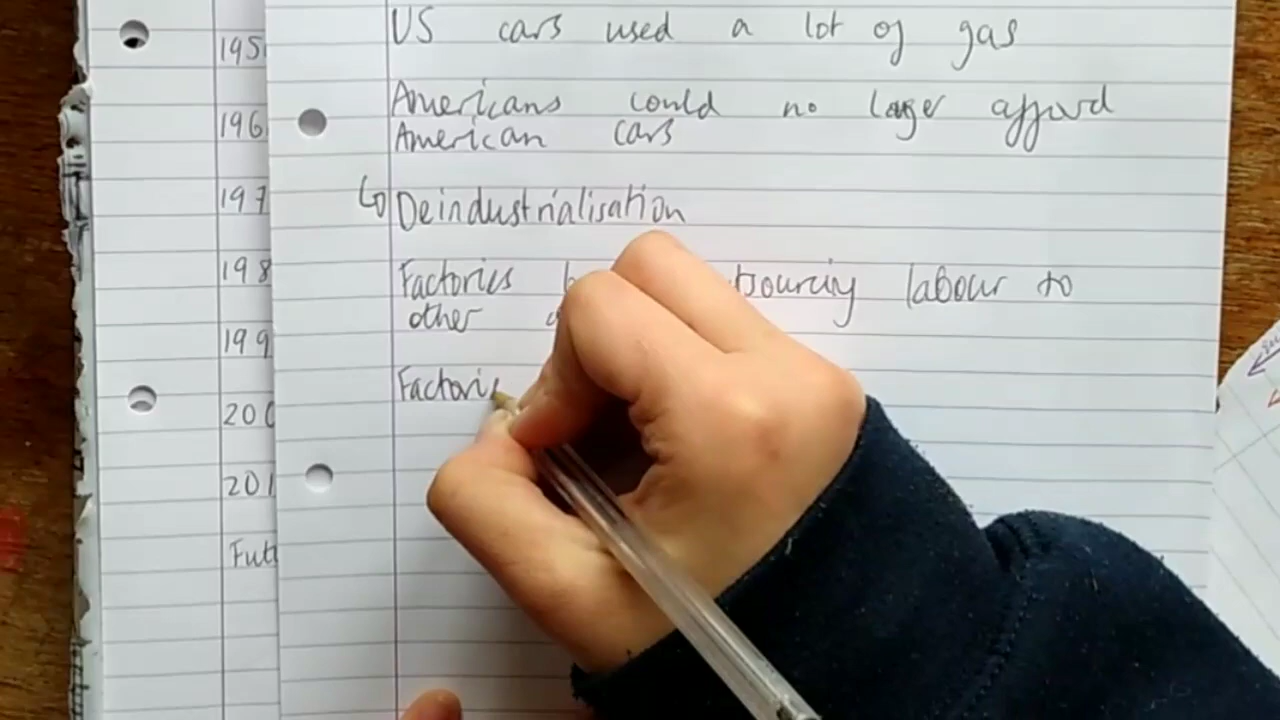 US cars used a lot of gas
Americans could no longer afford
American cars
Deindustrialisation
Factories labour to
other
Factorie
195
196
197
198
199
200
201
Fut